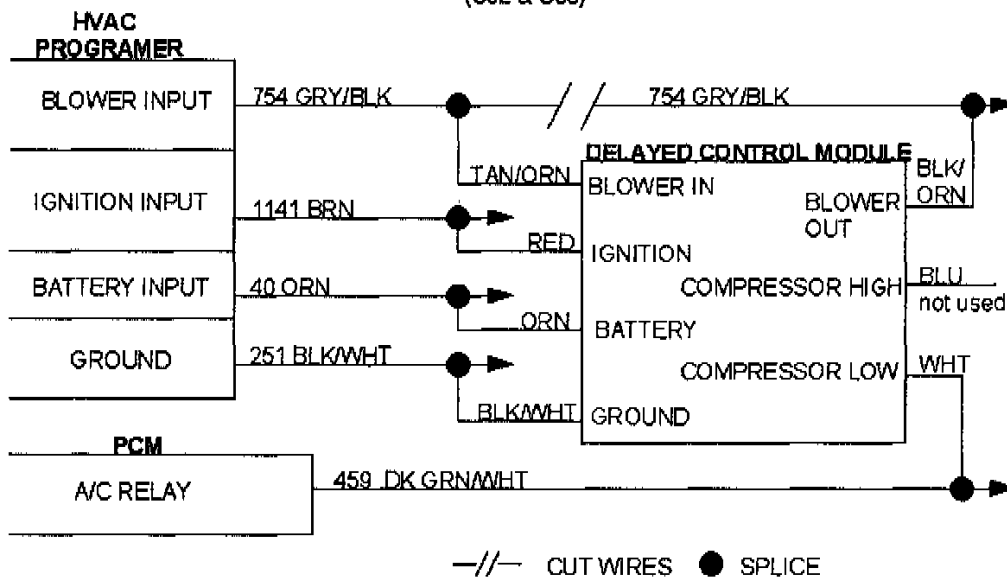 HVAC
PROGRAMER
BLOWER INPUT
754 GRY/BLK
754 GRY/BLK
DELAYED CONTROL MODULE
BLK/
ORN
TAN/ORN
BLOWER IN
BLOWER
OUT
IGNITION INPUT
1141 BRN
RED
IGNITION
BATTERY INPUT
40 ORN
COMPRESSOR HIGH
BLU
not used
ORN
BATTERY
GROUND
251 BLK/WHT
COMPRESSOR LOW
WHT
BLK/WHT
GROUND
PCM
A/C RELAY
459 DK GRN/WHT
CUT WIRES
SPLICE